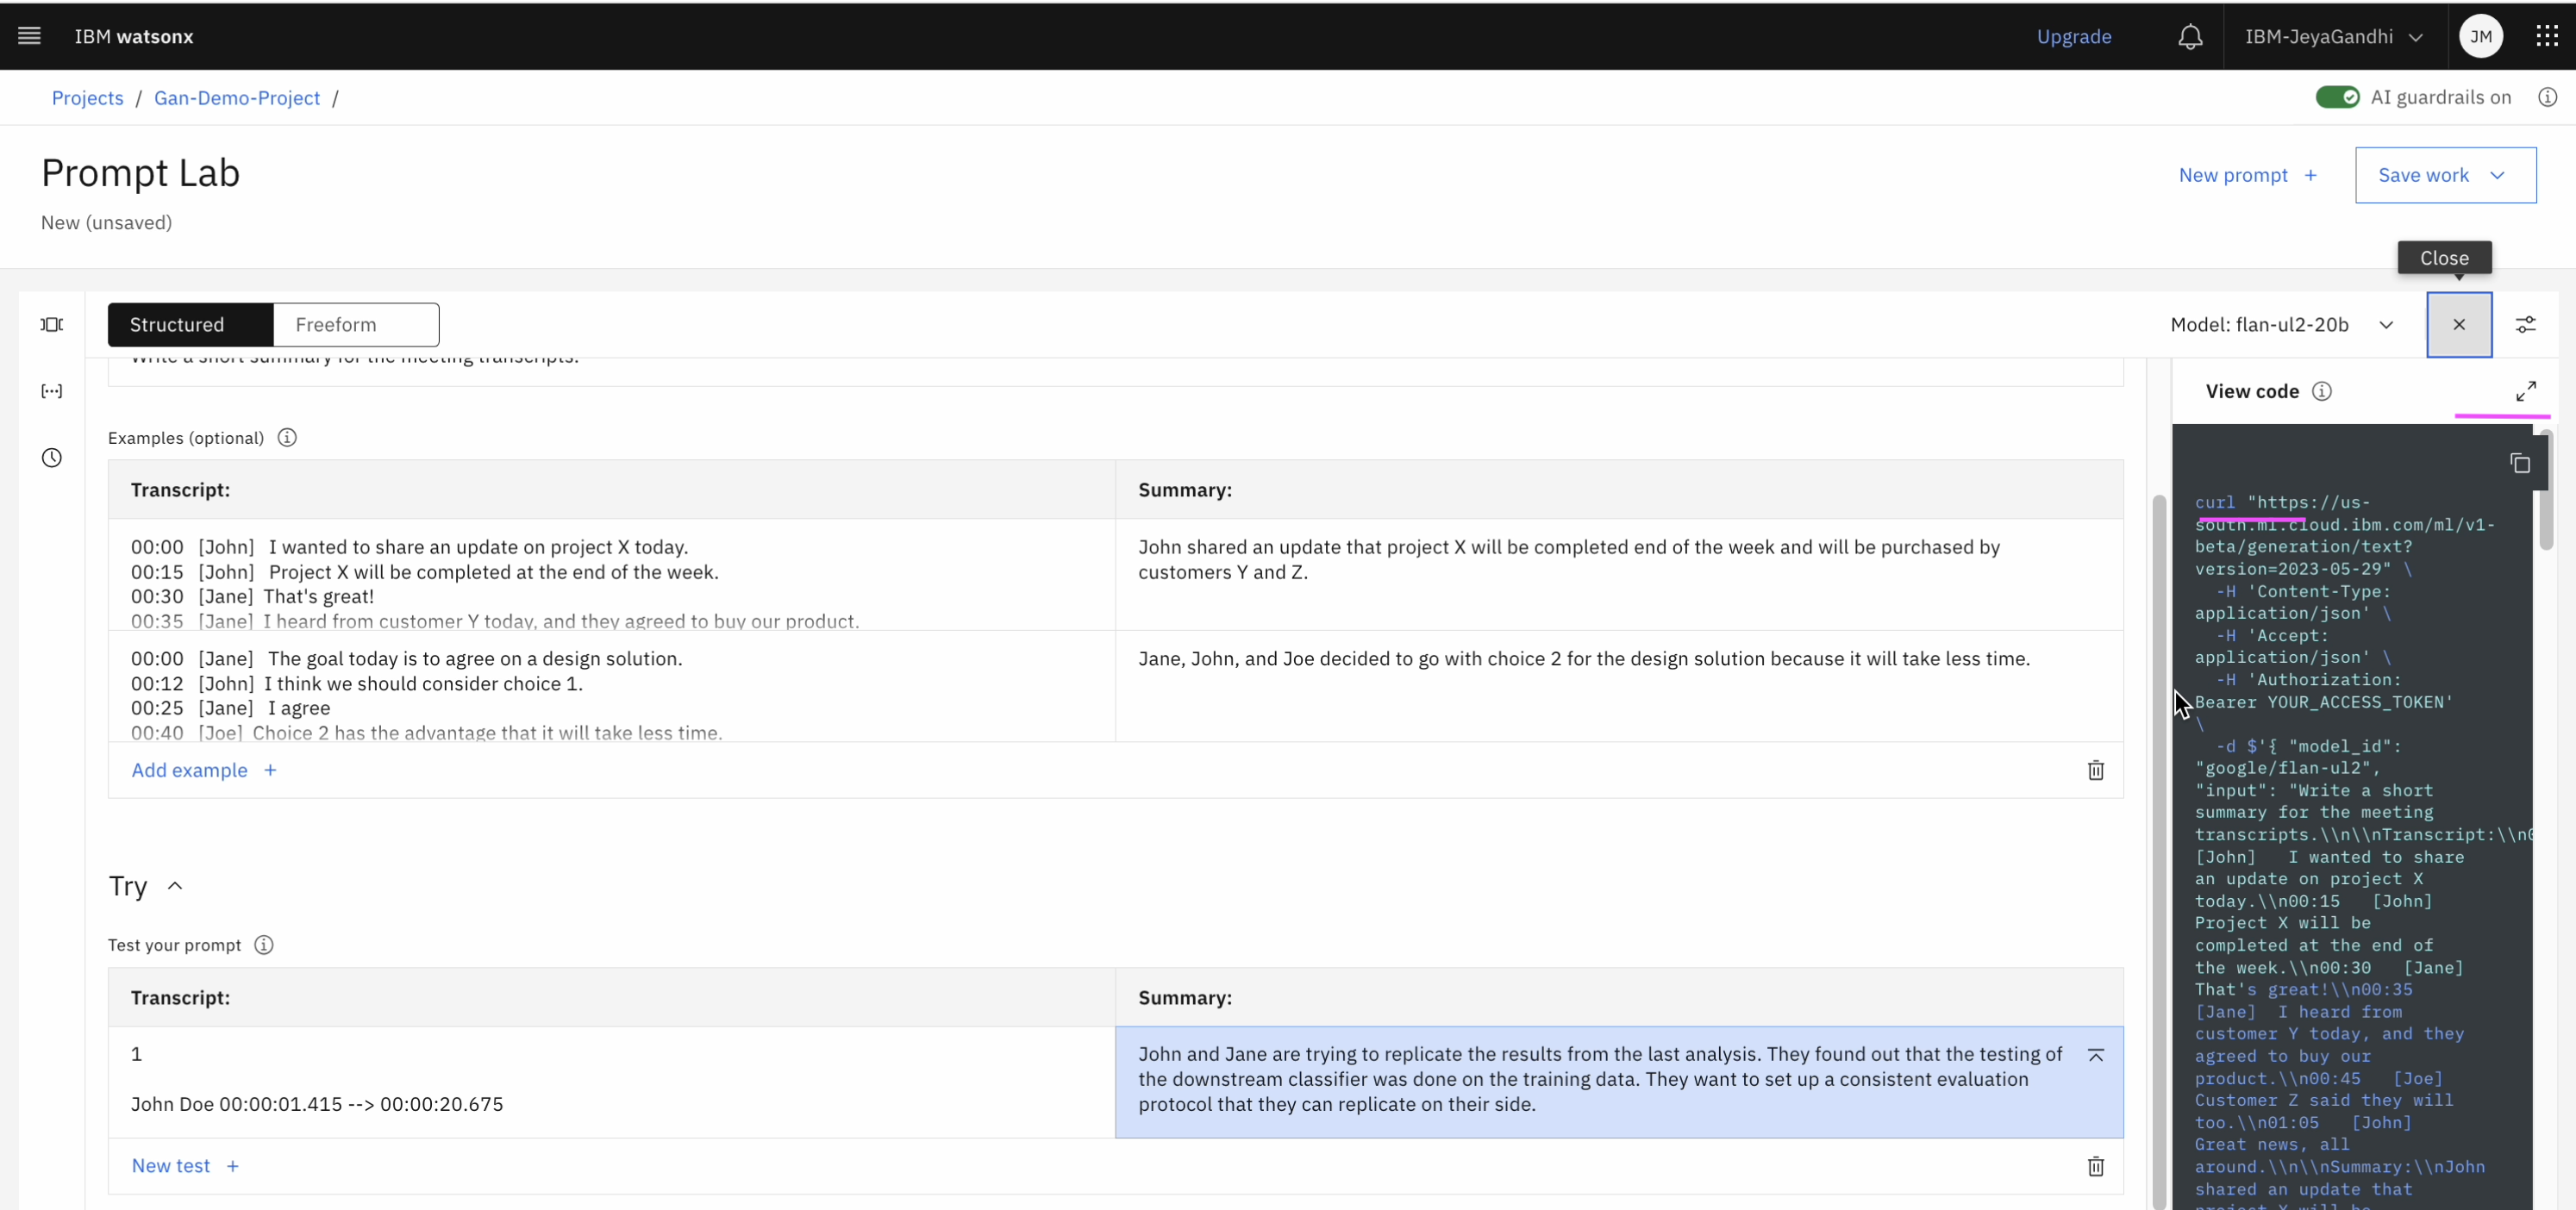 IBM watsonx
Upgrade
IBM-JeyaGandhi
JM
Projects / Gan-Demo-Project /
AI guardrails on
Prompt Lab
New prompt +
Save work
New (unsaved)
Close
Structured
Freeform
Model: flan-ul2-20b
Write a short summary for the meeting transcripts.
View code
Examples (optional)
Transcript:
Summary:
00:00 [John] I wanted to share an update on project X today.
00:15 [John] Project X will be completed at the end of the week.
00:30 [Jane] That's great!
00:35 [Jane] I heard from customer Y today, and they agreed to buy our product.
John shared an update that project X will be completed end of the week and will be purchased by
customers Y and Z.
00:00 [Jane] The goal today is to agree on a design solution.
00:12 [John] I think we should consider choice 1.
00:25 [Jane] I agree
00:40 [Joe] Choice 2 has the advantage that it will take less time.
Jane, John, and Joe decided to go with choice 2 for the design solution because it will take less time.
Add example +
Try
Test your prompt
Transcript:
Summary:
1
John Doe 00:00:01.415 --> 00:00:20.675
John and Jane are trying to replicate the results from the last analysis. They found out that the testing of
the downstream classifier was done on the training data. They want to set up a consistent evaluation
protocol that they can replicate on their side.
New test +
curl "https://us-
south.ml.cloud.ibm.com/ml/v1-
beta/generation/text?
version=2023-05-29" \
-H 'Content-Type:
application/json' \
-H 'Accept:
application/json' \
-H 'Authorization:
Bearer YOUR_ACCESS_TOKEN'
\
-d $'{ "model_id":
"google/flan-ul2",
"input": "Write a short
summary for the meeting
transcripts.\\n\\nTranscript:\\n
[John] I wanted to share
an update on project X
today.\\n00:15 [John]
Project X will be
completed at the end of
the week.\\n00:30 [Jane]
That's great!\\n00:35
[Jane] I heard from
customer Y today, and they
agreed to buy our
product.\\n00:45 [Joe]
Customer Z said they will
too.\\n01:05 [John]
Great news, all
around.\\n\\nSummary:\\nJohn
shared an update that
project X will be